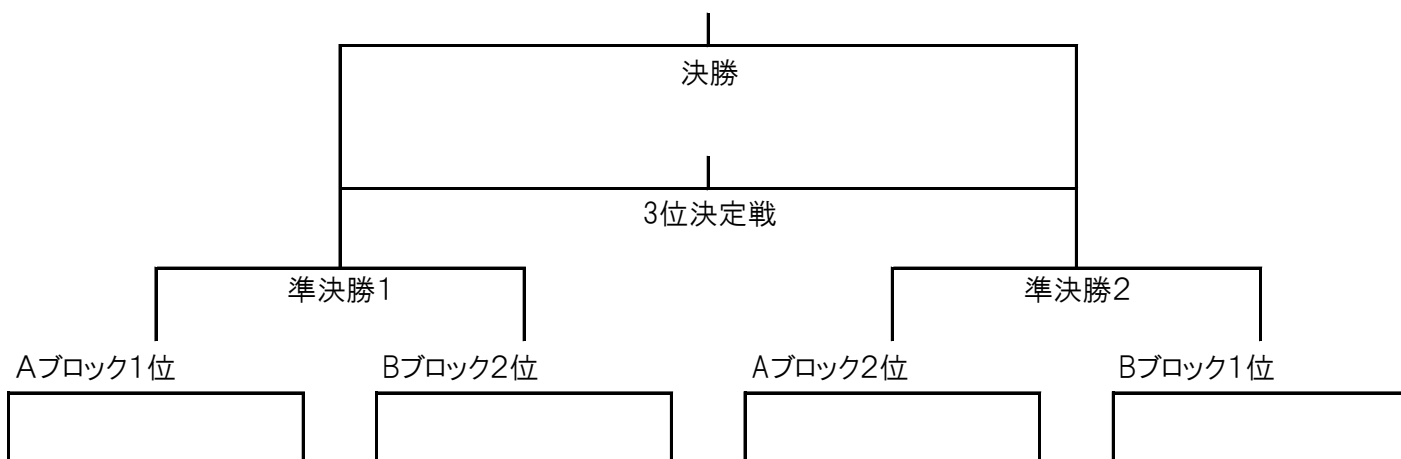 決勝
3位決定戦
準決勝1
準決勝2
Aブロック1位
Bブロック2位
Aブロック2位
Bブロック1位